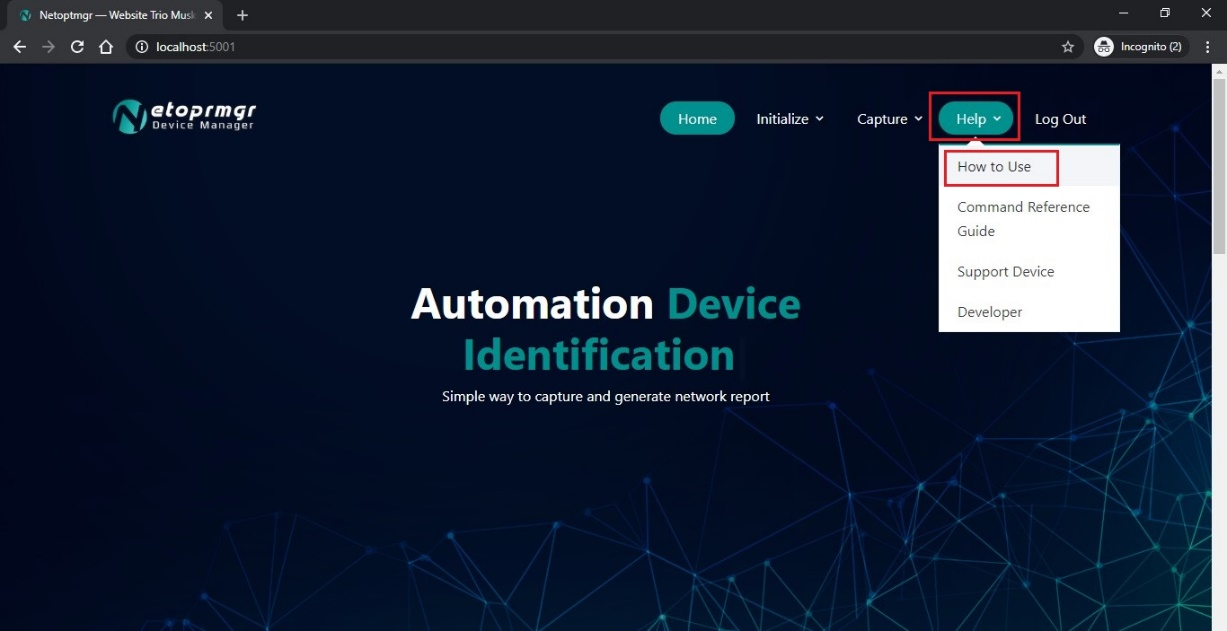 Netoptmgr — Website Trio Musk
localhost:5001
Incognito (2)
Netoprmgr
Device Manager
Home
Initialize
Capture
Help
Log Out
How to Use
Command Reference
Guide
Support Device
Developer
Automation Device
Identification
Simple way to capture and generate network report